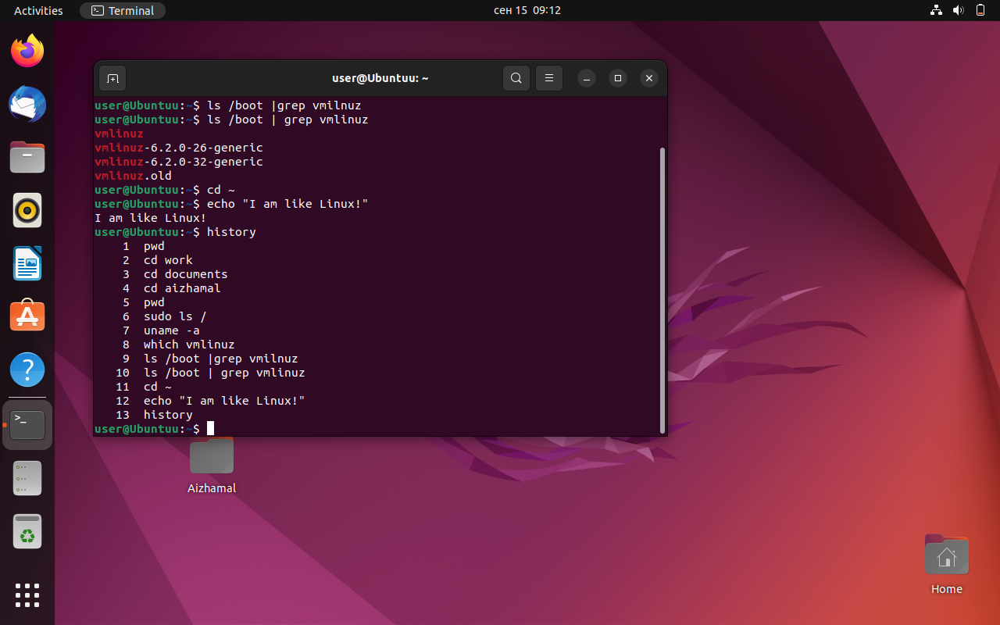 Activities
Terminal
сен 15 09:12
user@Ubuntuu: ~
user@Ubuntuu:~$ ls /boot |grep vmilnuz
user@Ubuntuu:~$ ls /boot | grep vmlinuz
vmlinuz
vmlinuz-6.2.0-26-generic
vmlinuz-6.2.0-32-generic
vmlinuz.old
user@Ubuntuu:~$ cd ~
user@Ubuntuu:~$ echo "I am like Linux!"
I am like Linux!
user@Ubuntuu:~$ history
1 pwd
2 cd work
3 cd documents
4 cd aizhamal
5 pwd
6 sudo ls /
7 uname -a
8 which vmlinuz
9 ls /boot |grep vmilnuz
10 ls /boot | grep vmlinuz
11 cd ~
12 echo "I am like Linux!"
13 history
user@Ubuntuu:~$
Aizhamal
Home